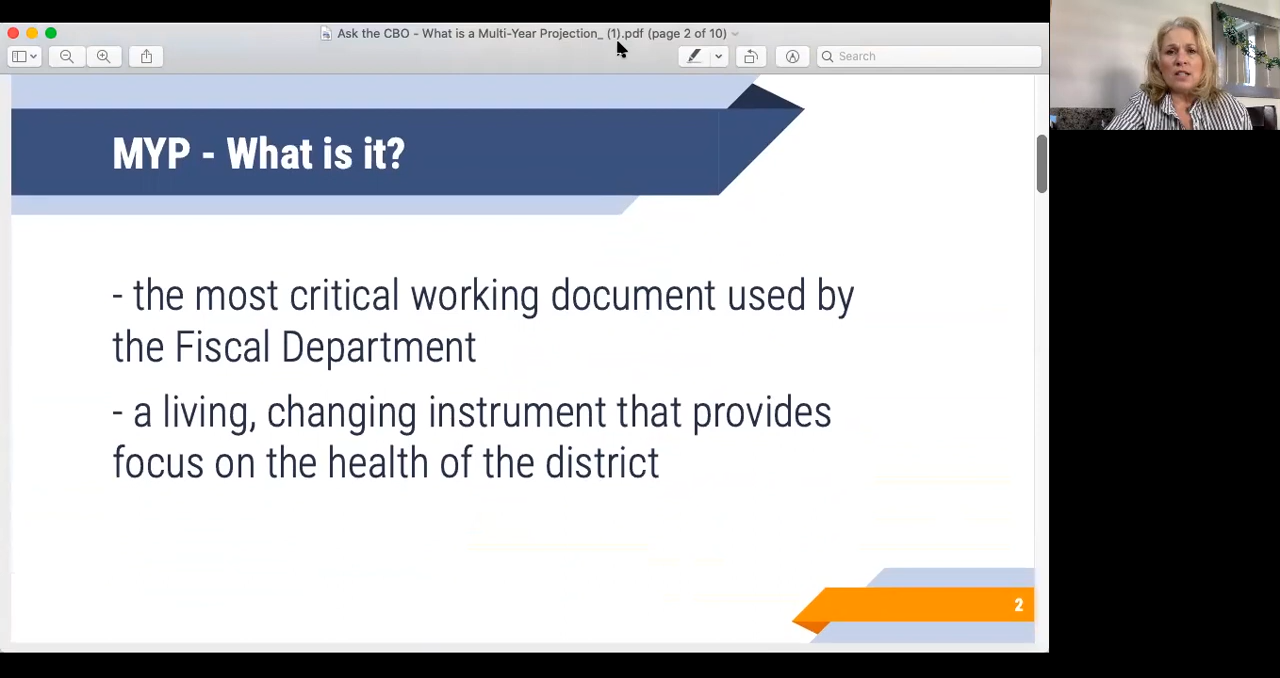 Ask the CBO - What is a Multi-Year Projection_ (1).pdf (page 2 of 10)
Search
MYP - What is it?
- the most critical working document used by
the Fiscal Department
- a living, changing instrument that provides
focus on the health of the district
2